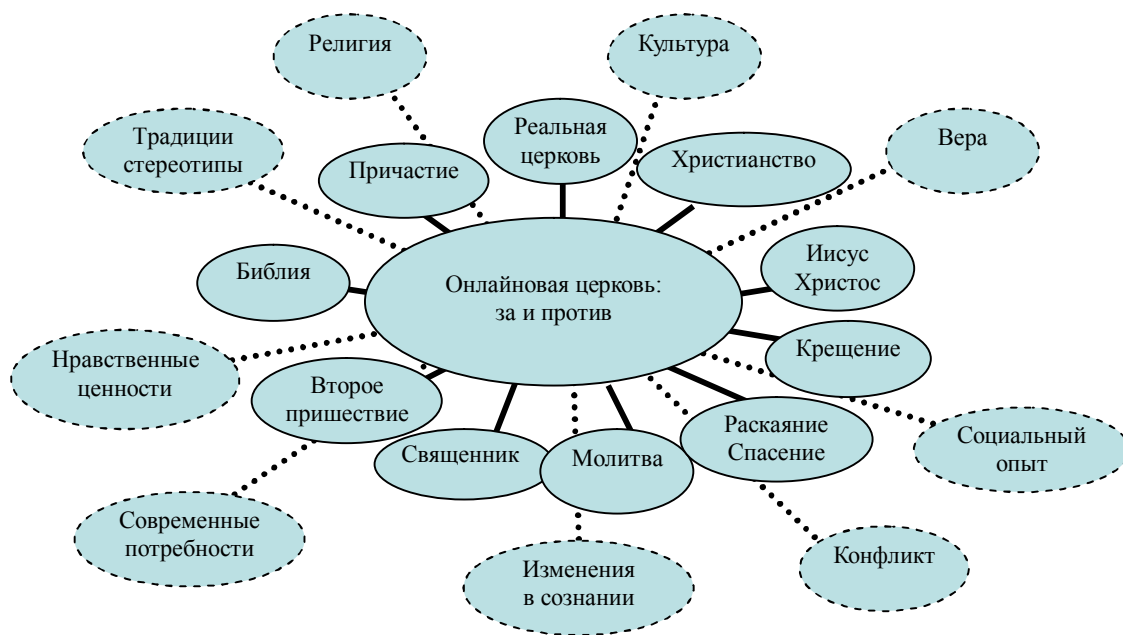 Религия
Культура
Традиции
стереотипы
Причастие
Реальная
церковь
Христианство
Вера
Библия
Онлайновая церковь:
за и против
Иисус
Христос
Нравственные
ценности
Второе
пришествие
Крещение
Священник
Молитва
Раскаяние
Спасение
Социальный
опыт
Современные
потребности
Изменения
в сознании
Конфликт